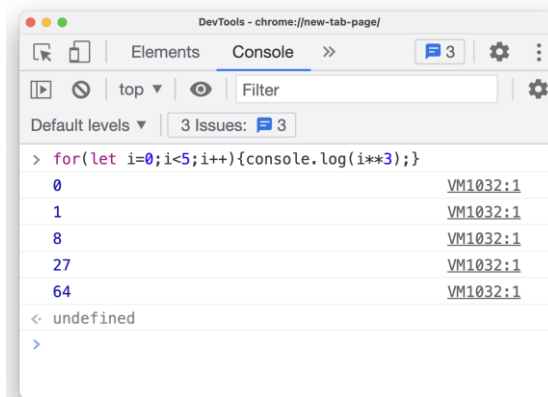 DevTools - chrome://new-tab-page/
Elements Console » 3
top ▼ Filter
Default levels ▼ 3 Issues: 3
> for(let i=0;i<5;i++){console.log(i**3);}
0 VM1032:1
1 VM1032:1
8 VM1032:1
27 VM1032:1
64 VM1032:1
undefined
>